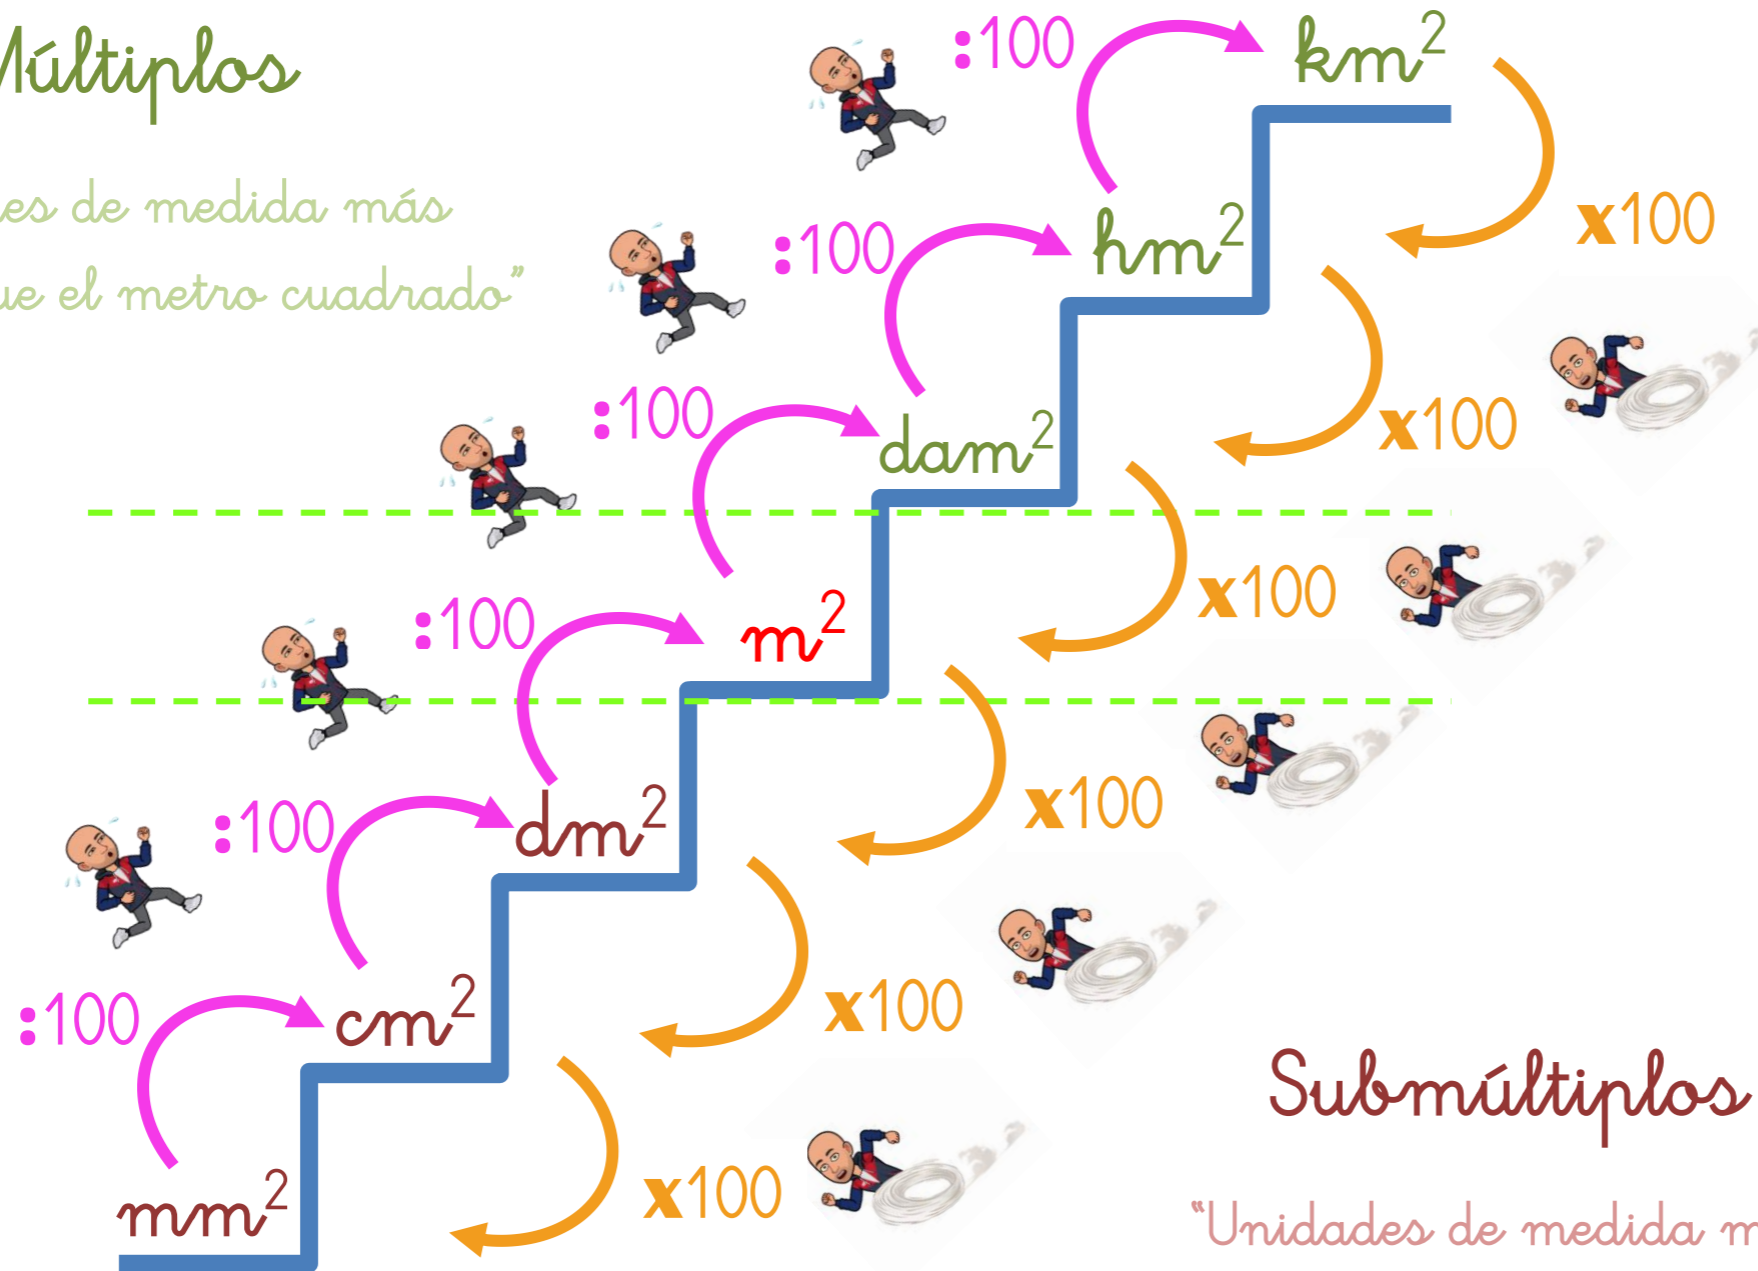 Múltiplos
:100
km²
es de medida más
x100
:100
hm²
ue el metro cuadrado”
:100
dam²
x100
:100
m²
x100
:100
dm²
x100
:100
cm²
x100
Submúltiplos
mm²
x100
“Unidades de medida m